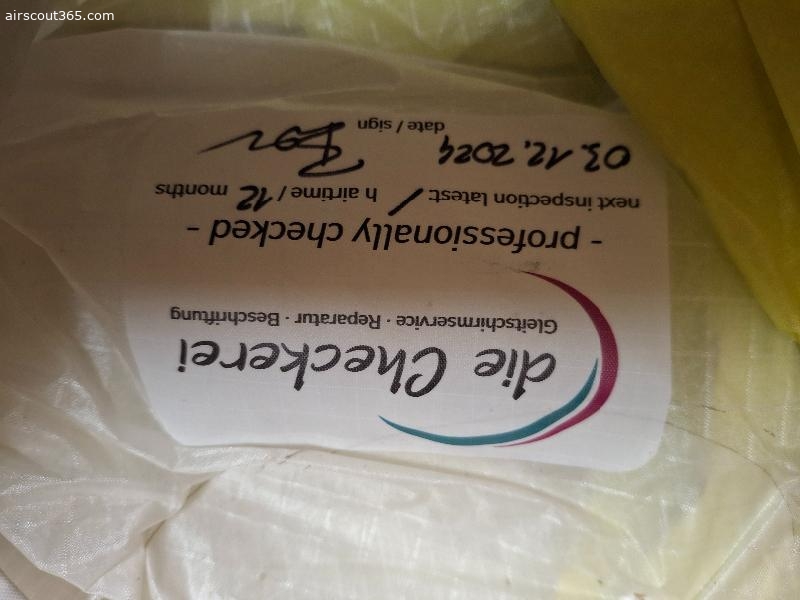 airscout365.com
die Checkerei
Gleitschirmservice · Reparatur · Beschriftung
- professionally checked -
next inspection latest: / h airtime / 12 months
03.12.2024
date / sign